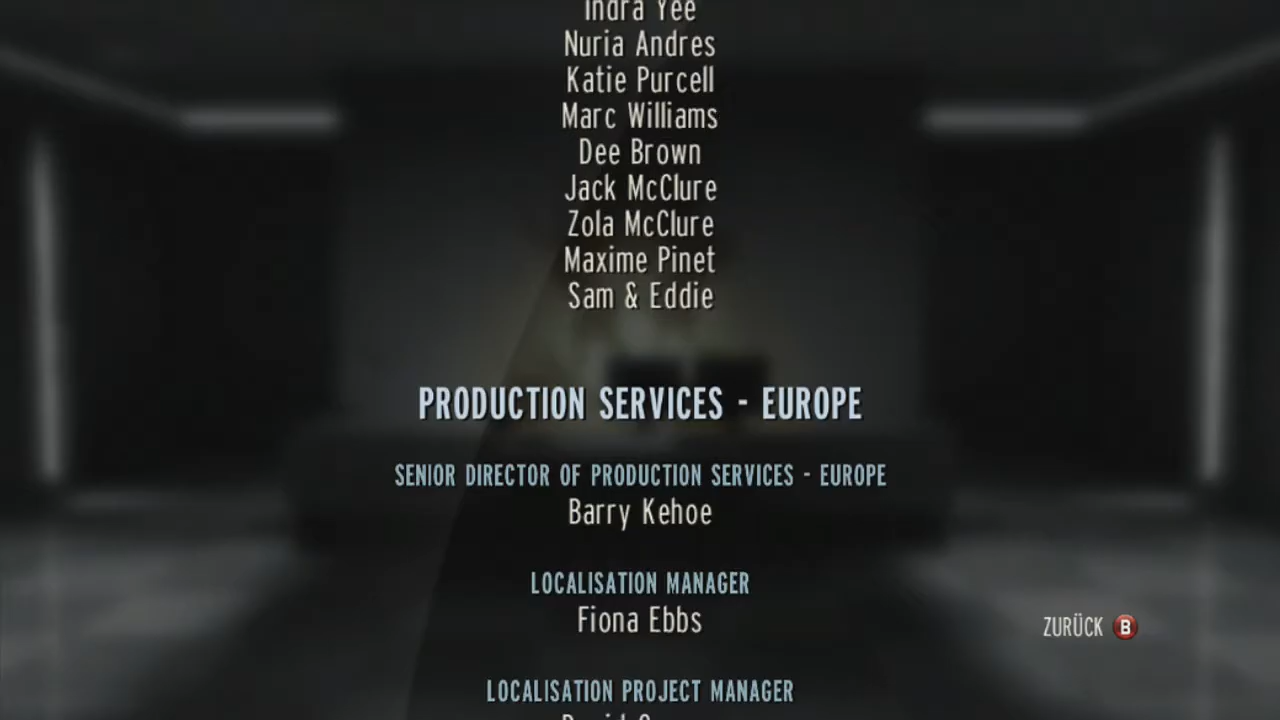 Indra Yee
Nuria Andres
Katie Purcell
Marc Williams
Dee Brown
Jack McClure
Zola McClure
Maxime Pinet
Sam & Eddie
PRODUCTION SERVICES - EUROPE
SENIOR DIRECTOR OF PRODUCTION SERVICES - EUROPE
Barry Kehoe
LOCALISATION MANAGER
Fiona Ebbs
ZURÜCK B
LOCALISATION PROJECT MANAGER